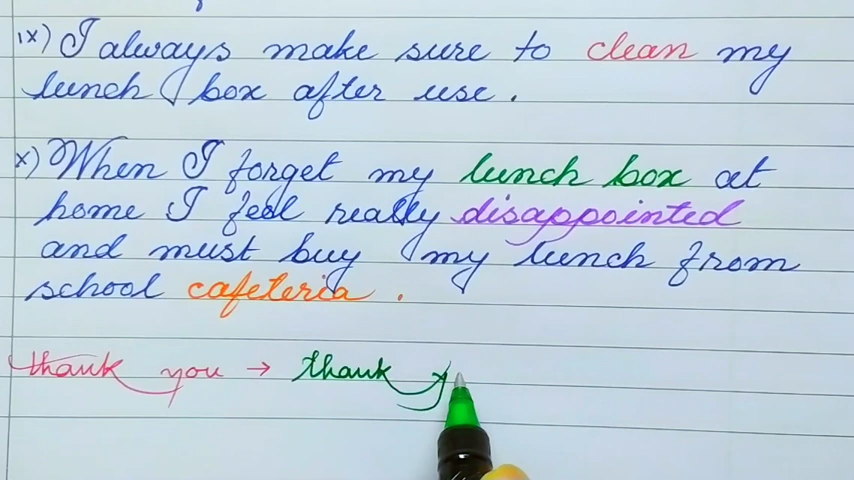 ix) I always make sure to clean my
lunch box after use.
x) When I forget my lunch box at
home I feel really disappointed
and must buy my lunch from
school cafeteria.
thank you → thank